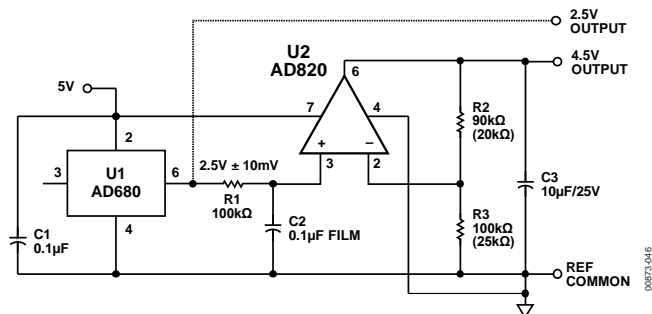 2.5V
OUTPUT
U2
AD820
4.5V
OUTPUT
5V
6
7
4
R2
90kΩ
(20kΩ)
2
+
–
U1
AD680
3
6
2.5V ± 10mV
3
2
R1
100kΩ
C3
10µF/25V
C1
0.1µF
4
C2
0.1µF FILM
R3
100kΩ
(25kΩ)
REF
COMMON
00873-046